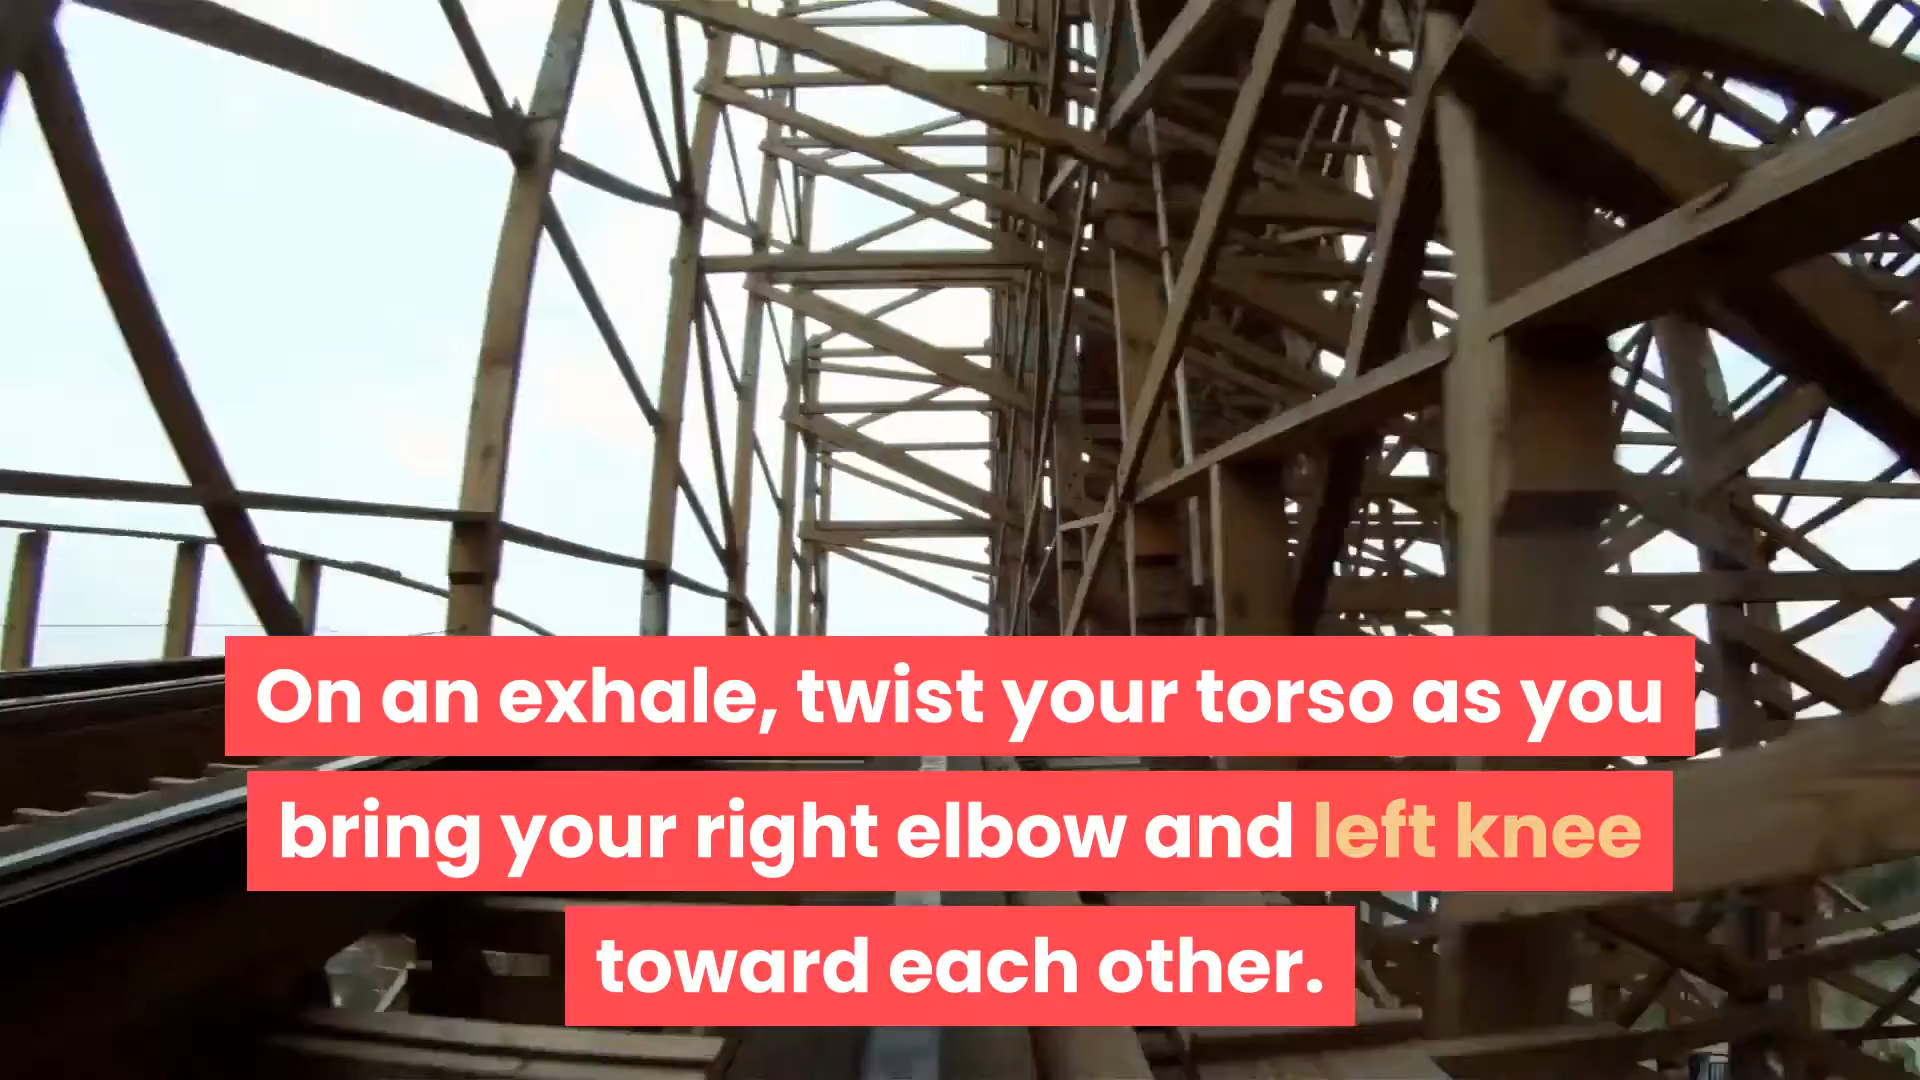 On an exhale, twist your torso as you
bring your right elbow and left knee
toward each other.